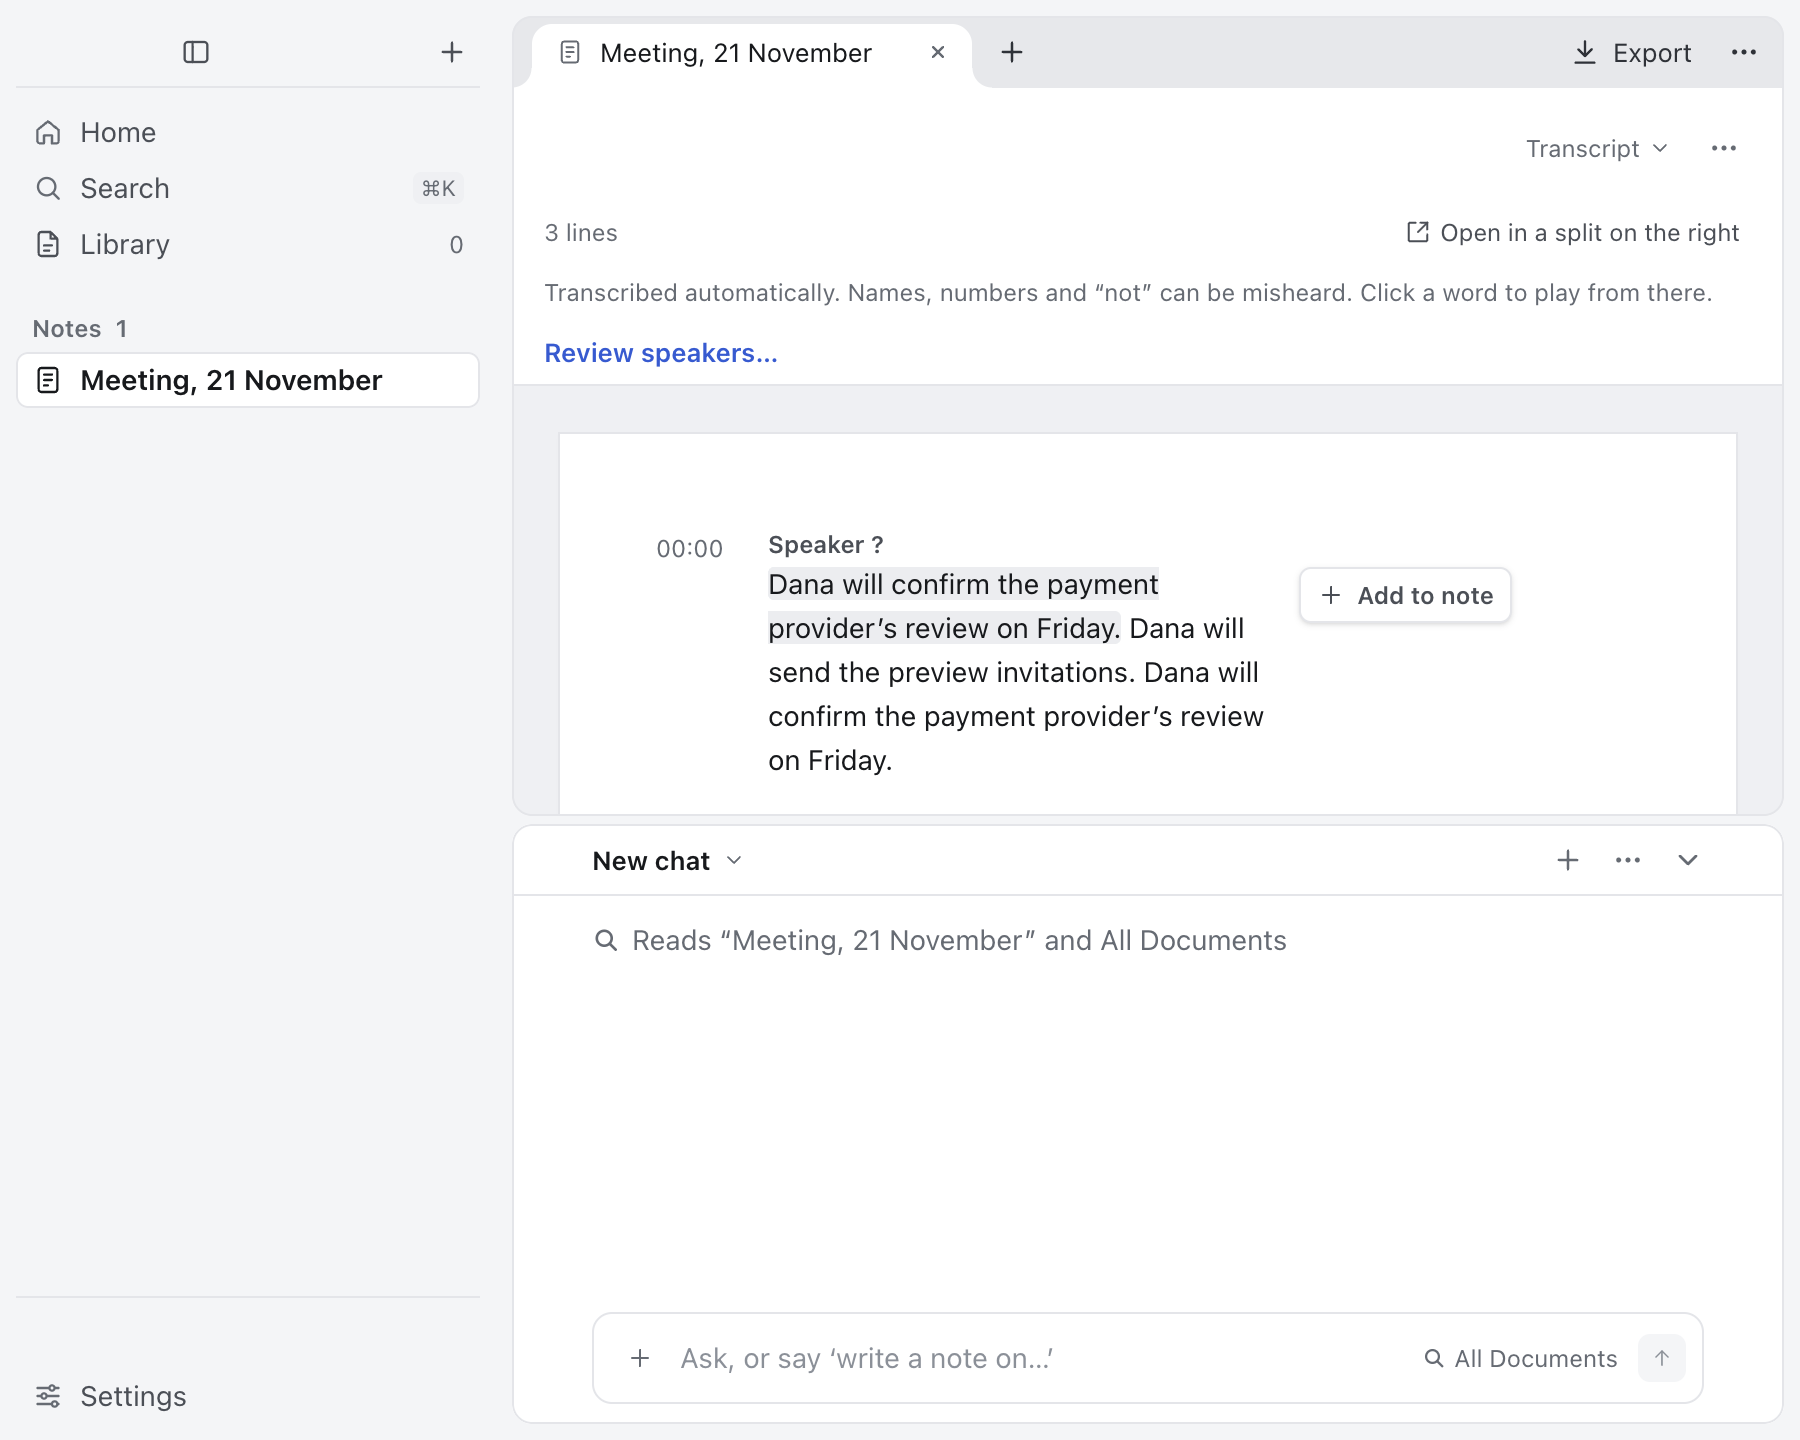 Meeting, 21 November
Export
Home
Search ⌘K
Library 0
Notes 1
Meeting, 21 November
Settings
Transcript
3 lines
Open in a split on the right
Transcribed automatically. Names, numbers and “not” can be misheard. Click a word to play from there.
Review speakers...
00:00
Speaker ?
Dana will confirm the payment
provider’s review on Friday. Dana will
send the preview invitations. Dana will
confirm the payment provider’s review
on Friday.
Add to note
New chat
Reads “Meeting, 21 November” and All Documents
Ask, or say ‘write a note on...’
All Documents